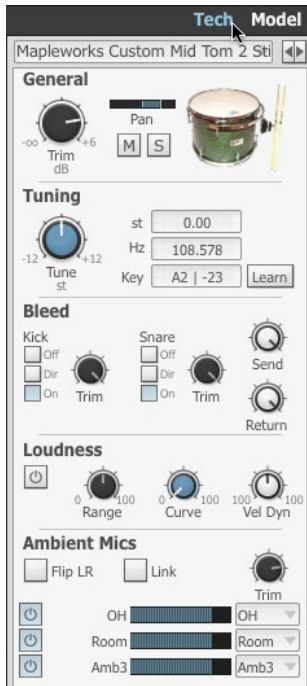 Tech Model
Mapleworks Custom Mid Tom 2 Sti
General
-oo +6
Trim
dB
Pan
M S
Tuning
-12 +12
Tune
st
st 0.00
Hz 108.578
Key A2 | -23 Learn
Bleed
Kick
Off
Dir
On
Trim
Snare
Off
Dir
On
Trim
Send
Return
Loudness
0 100
Range
0 100
Curve
100 100
Vel Dyn
Ambient Mics
Flip LR Link
Trim
OH OH
Room Room
Amb3 Amb3